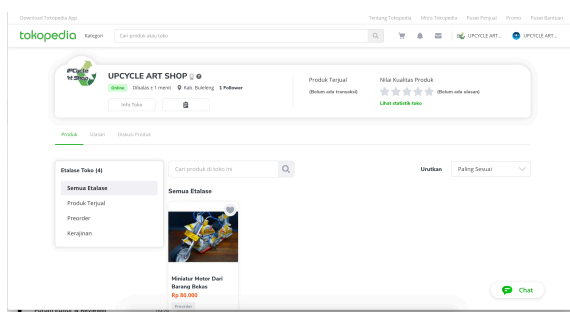 Download Tokopedia App Tentang Tokopedia Mitra Tokopedia Pusat Penjual Promo Pusat Bantuan
tokopedia Kategori Cari produk atau toko UPCYCLE ART... UPCYCLE ART...
UPCYCLE ART SHOP
Online Dibalas ± 1 menit Kab. Buleleng 1 Follower
Info Toko
Produk Terjual
(Belum ada transaksi)
Nilai Kualitas Produk
(Belum ada ulasan)
Lihat statistik toko
Produk Ulasan Diskusi Produk
Etalase Toko (4)
Semua Etalase
Produk Terjual
Preorder
Kerajinan
Cari produk di toko ini
Urutkan Paling Sesuai
Semua Etalase
Miniatur Motor Dari
Barang Bekas
Rp 80.000
Preorder
Chat